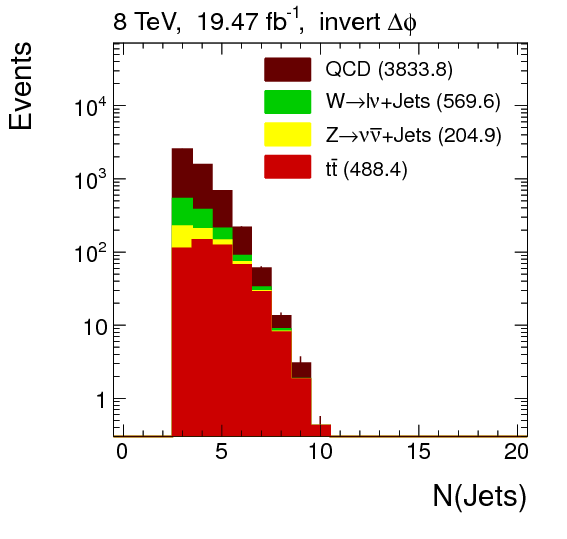 8 TeV, 19.47 fb⁻¹, invert Δϕ
Events
QCD (3833.8)
W→lν+Jets (569.6)
Z→νν̅+Jets (204.9)
tt̅ (488.4)
10⁴
10³
10²
10
1
0 5 10 15 20
N(Jets)